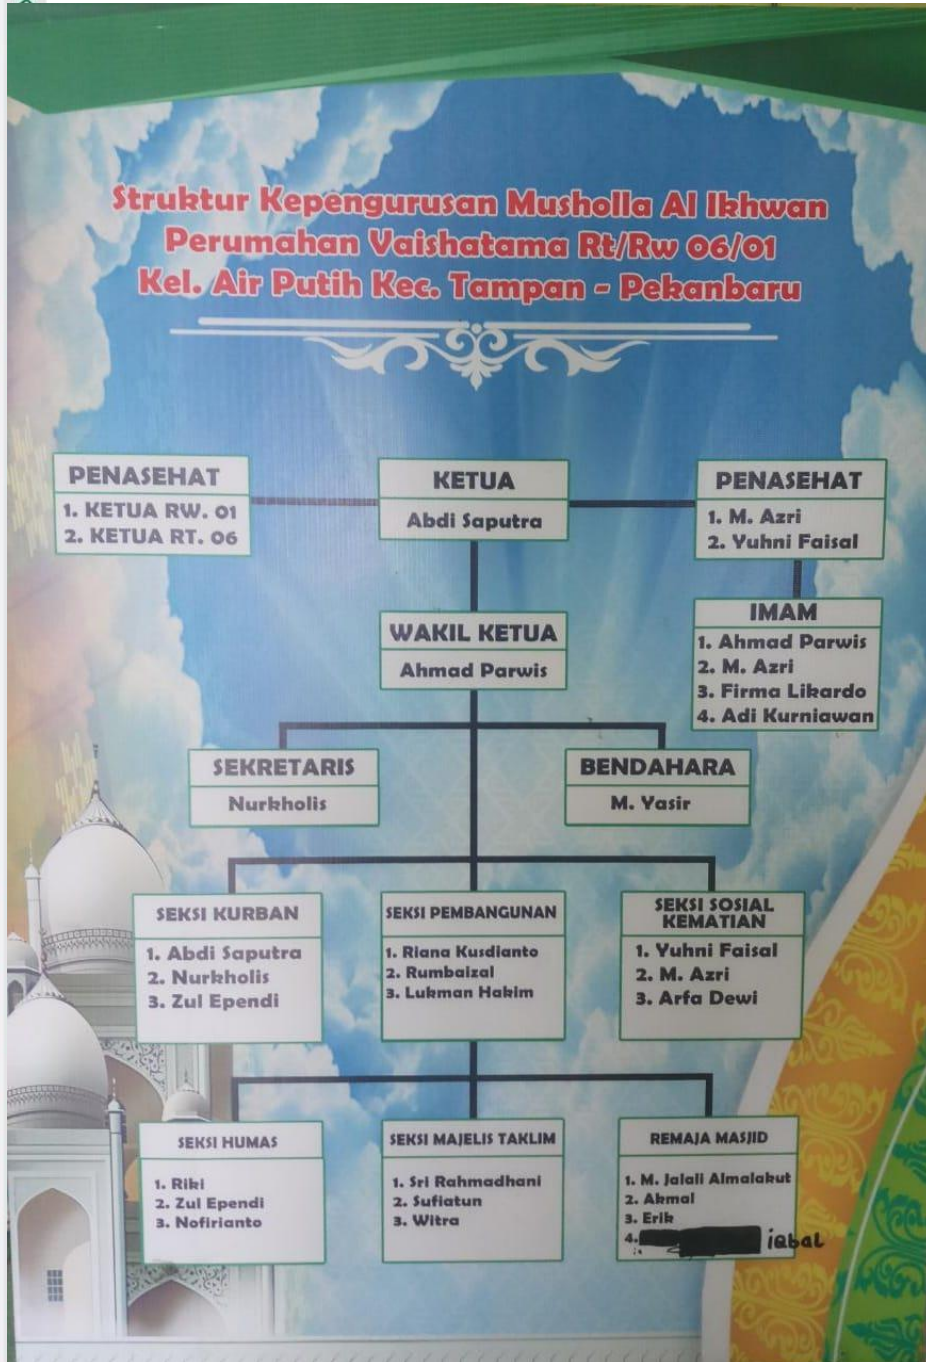 Struktur Kepengurusan Musholla Al Ikhwan
Perumahan Vaishatama Rt/Rw 06/01
Kel. Air Putih Kec. Tampan - Pekanbaru
PENASEHAT
1. KETUA RW. 01
2. KETUA RT. 06
KETUA
Abdi Saputra
PENASEHAT
1. M. Azri
2. Yuhni Faisal
WAKIL KETUA
Ahmad Parwis
IMAM
1. Ahmad Parwis
2. M. Azri
3. Firma Likardo
4. Adi Kurniawan
SEKRETARIS
Nurkholis
BENDAHARA
M. Yasir
SEKSI KURBAN
1. Abdi Saputra
2. Nurkholis
3. Zul Ependi
SEKSI PEMBANGUNAN
1. Riana Kusdianto
2. Rumbaizal
3. Lukman Hakim
SEKSI SOSIAL
KEMATIAN
1. Yuhni Faisal
2. M. Azri
3. Arfa Dewi
SEKSI HUMAS
1. Riki
2. Zul Ependi
3. Nofirianto
SEKSI MAJELIS TAKLIM
1. Sri Rahmadhani
2. Sufiatun
3. Witra
REMAJA MASJID
1. M. Jalali Almalakut
2. Akmal
3. Erik
4. iqbal